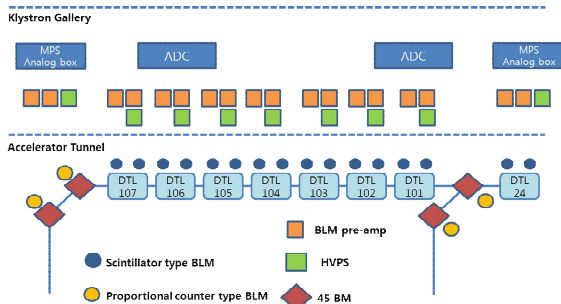 Klystron Gallery
MPS
Analog box
ADC
ADC
MPS
Analog box
Accelerator Tunnel
DTL
107
DTL
106
DTL
105
DTL
104
DTL
103
DTL
102
DTL
101
DTL
24
BLM pre-amp
Scintillator type BLM
HVPS
Proportional counter type BLM
45 BM